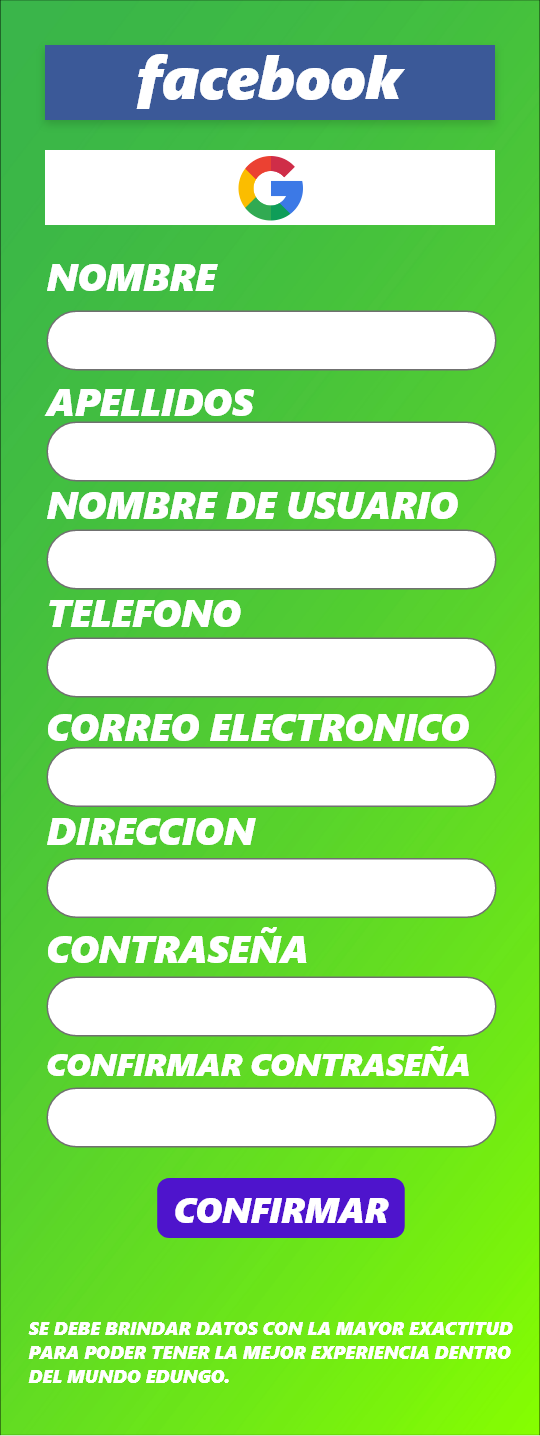 facebook
G
NOMBRE
APELLIDOS
NOMBRE DE USUARIO
TELEFONO
CORREO ELECTRONICO
DIRECCION
CONTRASEÑA
CONFIRMAR CONTRASEÑA
CONFIRMAR
SE DEBE BRINDAR DATOS CON LA MAYOR EXACTITUD
PARA PODER TENER LA MEJOR EXPERIENCIA DENTRO
DEL MUNDO EDUNGO.